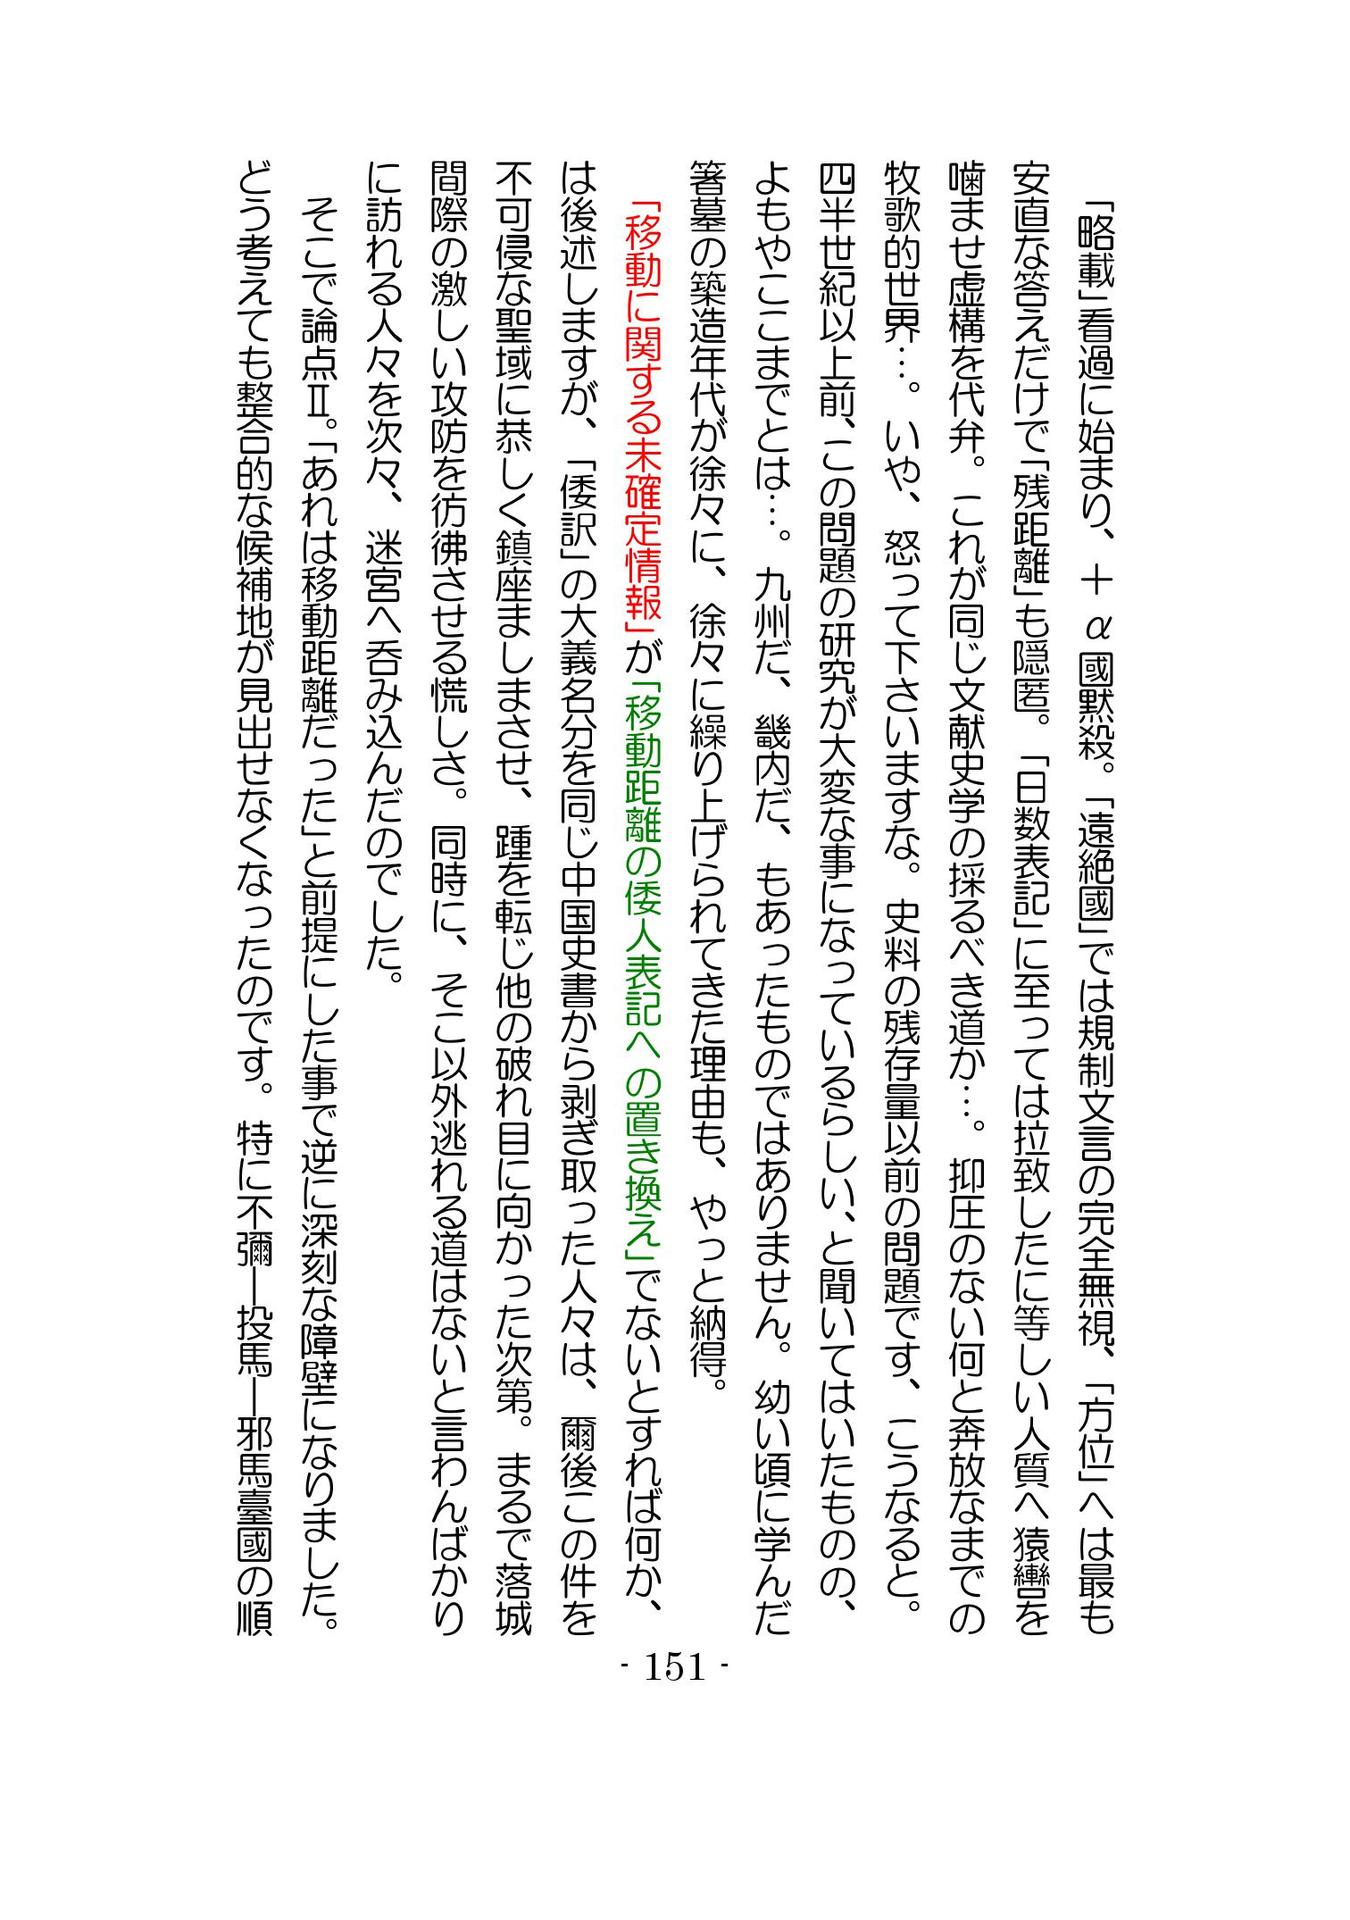 「略載」看過に始まり、＋α國黙殺。「遠絶國」では規制文言の完全無視、「方位」へは最も
安直な答えだけで「残距離」も隠匿。「日数表記」に至っては拉致したに等しい人質へ猿轡を
噛ませ虚構を代弁。これが同じ文献史学の採るべき道か…。抑圧のない何と奔放なまでの
牧歌的世界…。いや、怒って下さいますな。史料の残存量以前の問題です、こうなると。
四半世紀以上前、この問題の研究が大変な事になっているらしい、と聞いてはいたものの、
よもやここまでとは…。九州だ、畿内だ、もあったものではありません。幼い頃に学んだ
箸墓の築造年代が徐々に、徐々に繰り上げられてきた理由も、やっと納得。
「移動に関する未確定情報」が「移動距離の倭人表記への置き換え」でないとすれば何か、
は後述しますが、「倭訳」の大義名分を同じ中国史書から剥ぎ取った人々は、爾後この件を
不可侵な聖域に恭しく鎮座ましまさせ、踵を転じ他の破れ目に向かった次第。まるで落城
間際の激しい攻防を彷彿させる慌しさ。同時に、そこ以外逃れる道はないと言わんばかり
に訪れる人々を次々、迷宮へ呑み込んだのでした。
そこで論点Ⅱ。「あれは移動距離だった」と前提にした事で逆に深刻な障壁になりました。
どう考えても整合的な候補地が見出せなくなったのです。特に不彌―投馬―邪馬臺國の順
- 151 -